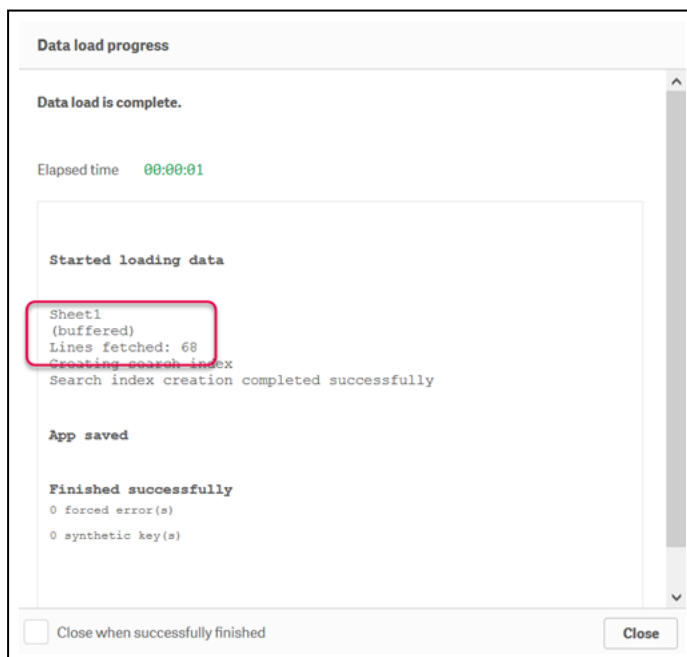 Data load progress
Data load is complete.
Elapsed time 00:00:01
Started loading data
Sheet1
(buffered)
Lines fetched: 68
Creating search index
Search index creation completed successfully
App saved
Finished successfully
0 forced error(s)
0 synthetic key(s)
Close when successfully finished
Close